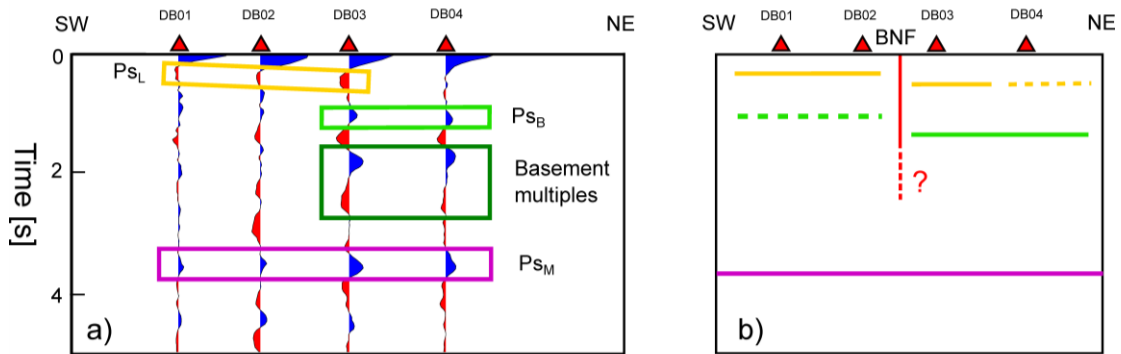 SW DB01 DB02 DB03 DB04 NE
0
PsL
PsB
2
Basement
multiples
PsM
4
Time [s]
a)
SW DB01 DB02 DB03 DB04 NE
BNF
?
b)